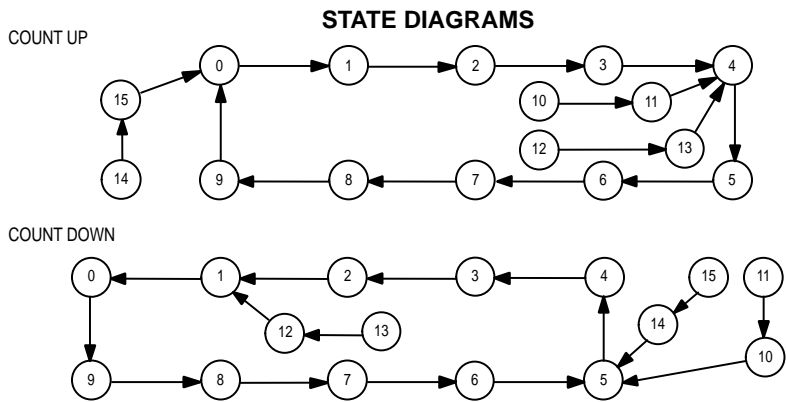 STATE DIAGRAMS
COUNT UP
0 1 2 3 4
15 10 11
12 13
14 9 8 7 6 5
COUNT DOWN
0 1 2 3 4 15 11
12 13 14
10
9 8 7 6 5